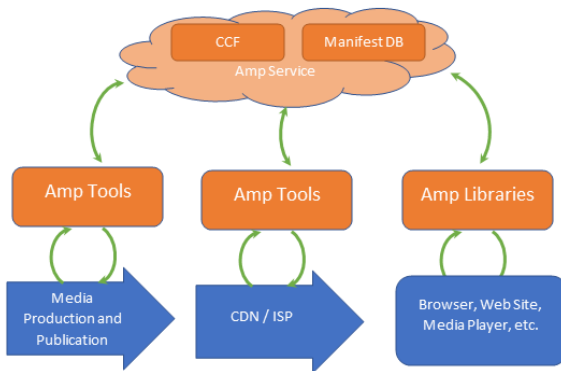 CCF
Manifest DB
Amp Service
Amp Tools
Amp Tools
Amp Libraries
Media
Production and
Publication
CDN / ISP
Browser, Web Site,
Media Player, etc.